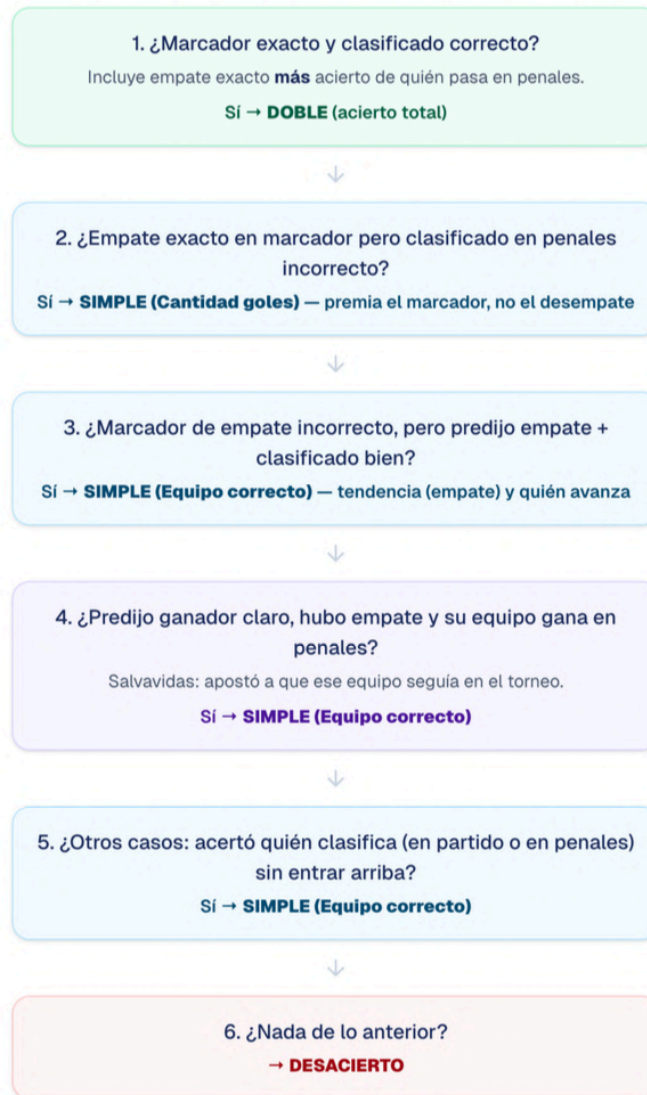 1. ¿Marcador exacto y clasificado correcto?
Incluye empate exacto más acierto de quién pasa en penales.
Sí → DOBLE (acierto total)
↓
2. ¿Empate exacto en marcador pero clasificado en penales
incorrecto?
Sí → SIMPLE (Cantidad goles) — premia el marcador, no el desempate
↓
3. ¿Marcador de empate incorrecto, pero predijo empate +
clasificado bien?
Sí → SIMPLE (Equipo correcto) — tendencia (empate) y quién avanza
↓
4. ¿Predijo ganador claro, hubo empate y su equipo gana en
penales?
Salvavidas: apostó a que ese equipo seguía en el torneo.
Sí → SIMPLE (Equipo correcto)
↓
5. ¿Otros casos: acertó quién clasifica (en partido o en penales)
sin entrar arriba?
Sí → SIMPLE (Equipo correcto)
↓
6. ¿Nada de lo anterior?
→ DESACIERTO